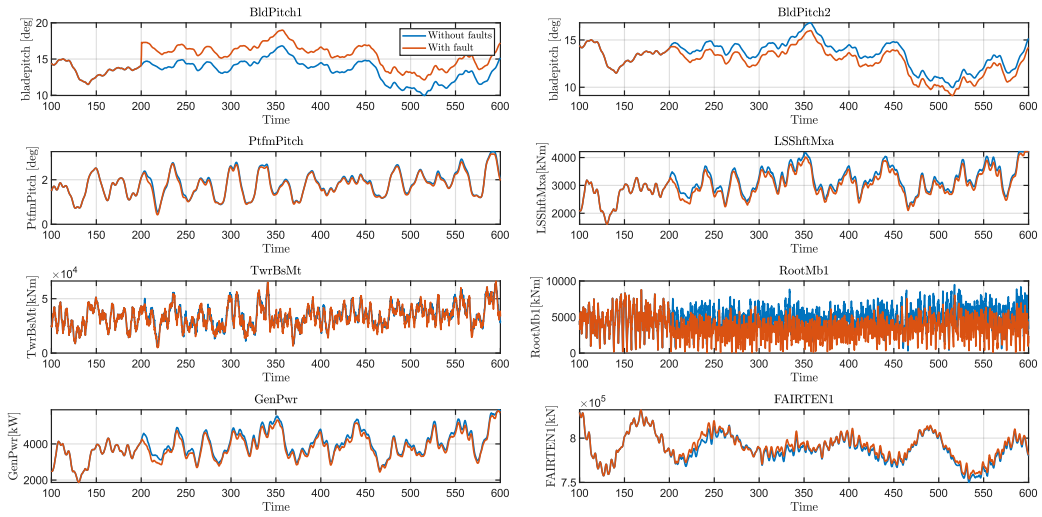 BldPitch1
bladepitch [deg]
20
15
10
Without faults
With fault
100 150 200 250 300 350 400 450 500 550 600
Time
BldPitch2
bladepitch [deg]
15
10
100 150 200 250 300 350 400 450 500 550 600
Time
PtfmPitch
PtfmPitch [deg]
2
0
100 150 200 250 300 350 400 450 500 550 600
Time
LSShftMxa
LSShftMxa[kNm]
4000
3000
2000
100 150 200 250 300 350 400 450 500 550 600
Time
TwrBsMt
× 10⁴
TwrBsMt[kNm]
5
0
100 150 200 250 300 350 400 450 500 550 600
Time
RootMb1
RootMb1[kNm]
10000
5000
0
100 150 200 250 300 350 400 450 500 550 600
Time
GenPwr
GenPwr[kW]
4000
2000
100 150 200 250 300 350 400 450 500 550 600
Time
FAIRTEN1
× 10⁵
FAIRTEN1[kN]
8
7.5
100 150 200 250 300 350 400 450 500 550 600
Time